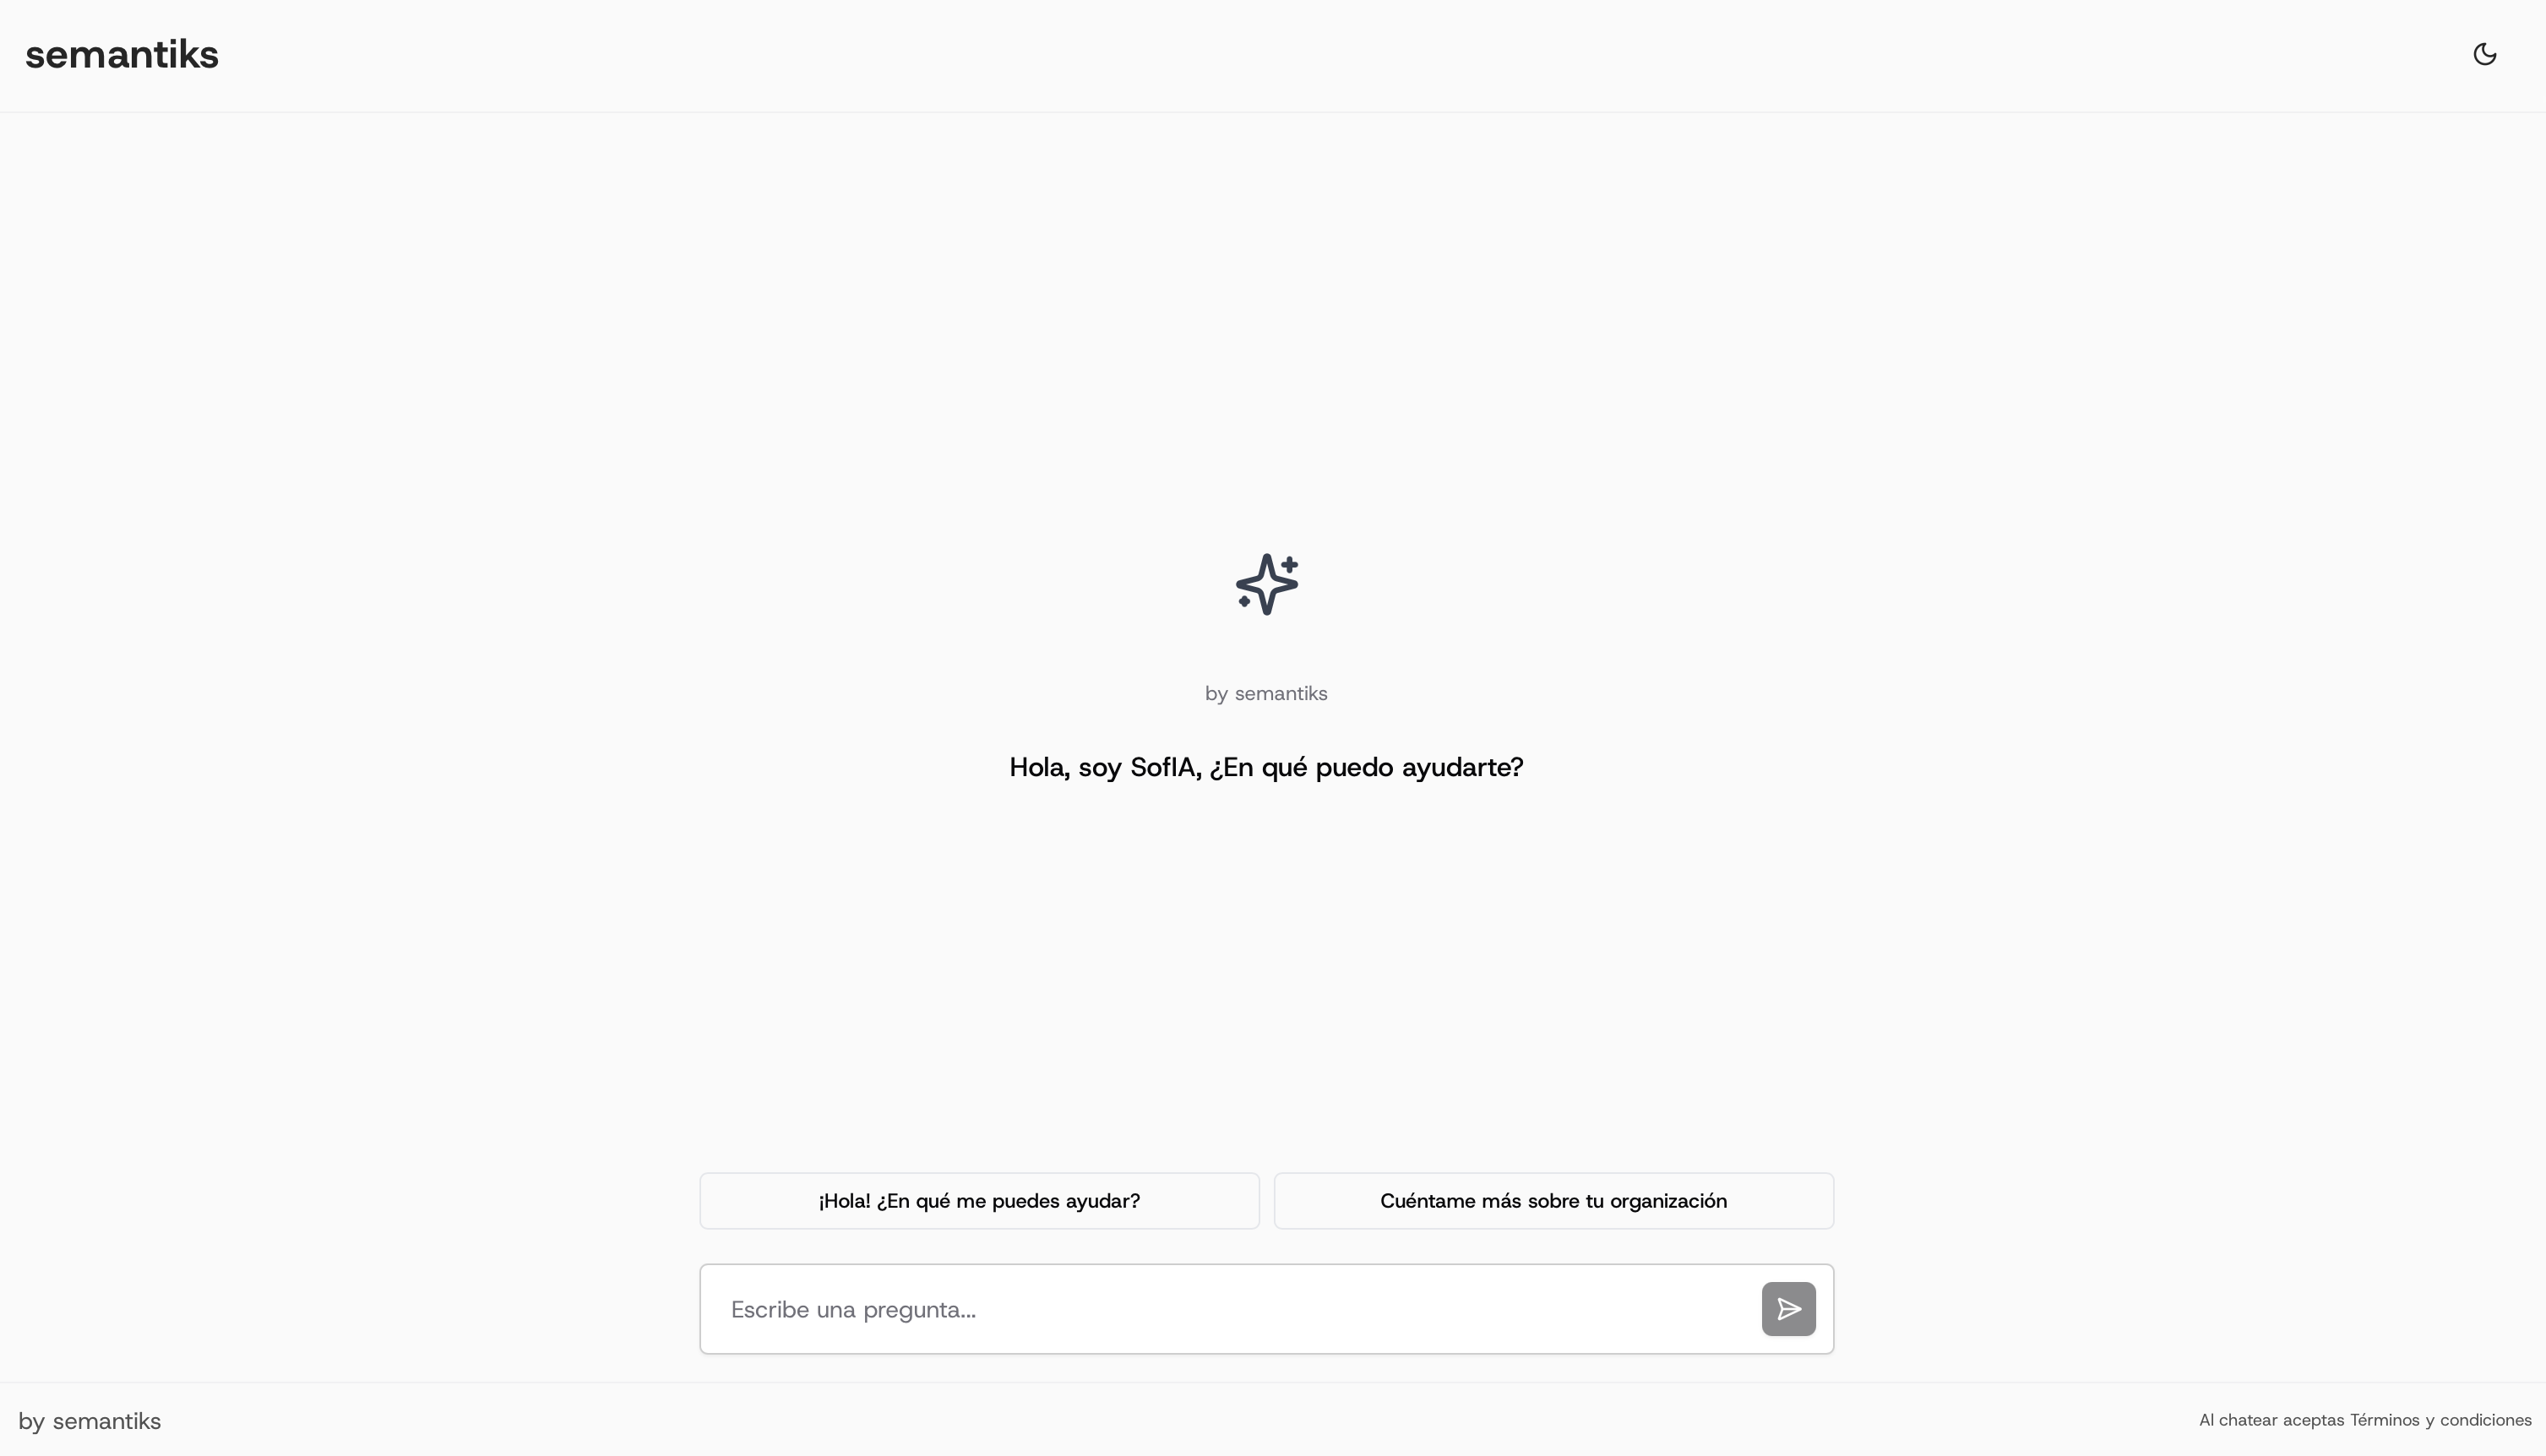 semantiks
by semantiks
Hola, soy SofIA, ¿En qué puedo ayudarte?
¡Hola! ¿En qué me puedes ayudar?
Cuéntame más sobre tu organización
Escribe una pregunta...
by semantiks
Al chatear aceptas Términos y condiciones